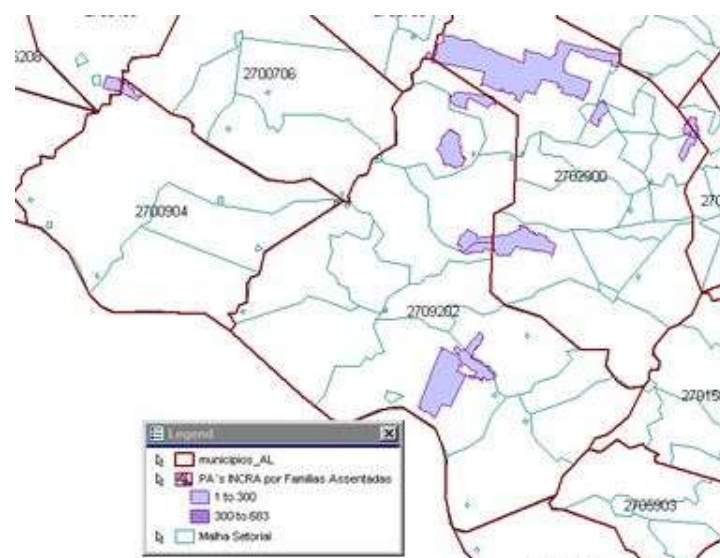 2700706
2702900
2700904
2709202
Legend
municipios_AL
PA's INCRA por Familias Assentadas
1 to 300
300 to 683
Malha Setorial